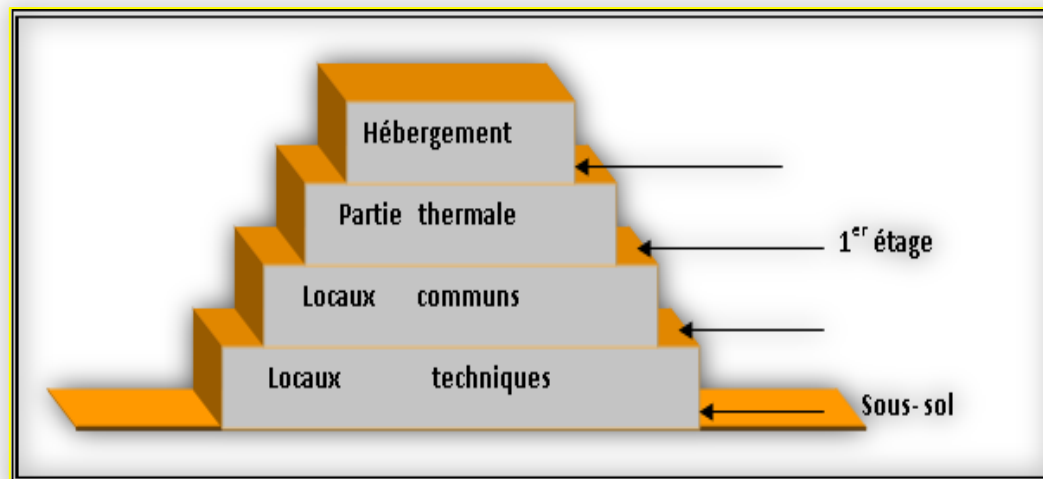 Hébergement
Partie thermale
1er étage
Locaux communs
Locaux techniques
Sous-sol